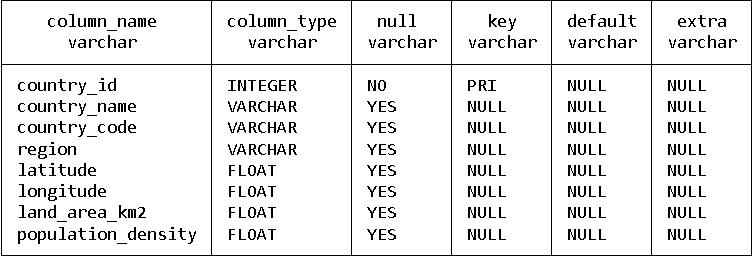 column_name column_type null key default extra
varchar varchar varchar varchar varchar varchar
country_id INTEGER NO PRI NULL NULL
country_name VARCHAR YES NULL NULL NULL
country_code VARCHAR YES NULL NULL NULL
region VARCHAR YES NULL NULL NULL
latitude FLOAT YES NULL NULL NULL
longitude FLOAT YES NULL NULL NULL
land_area_km2 FLOAT YES NULL NULL NULL
population_density FLOAT YES NULL NULL NULL